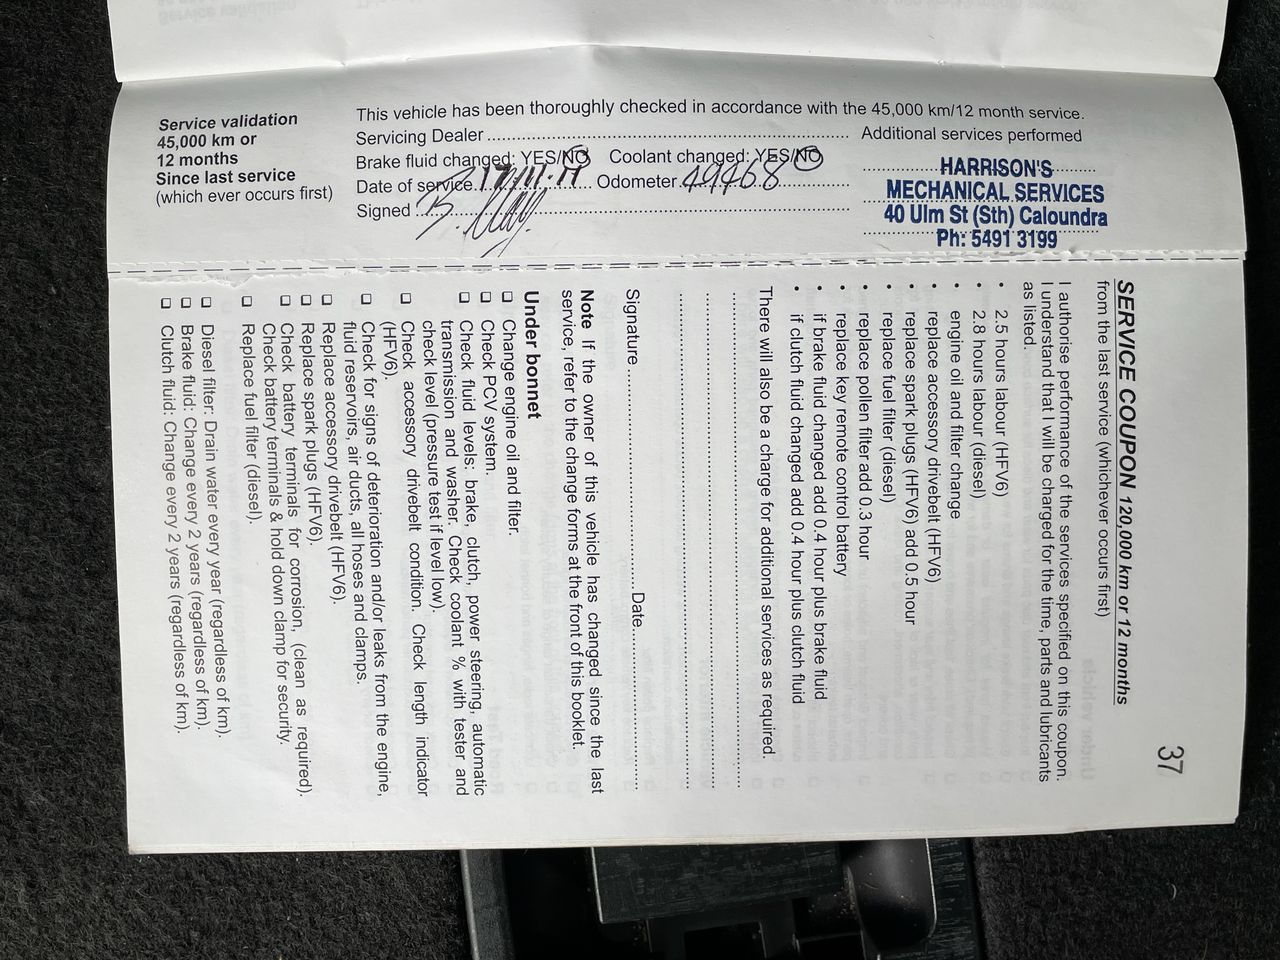 Service validation
45,000 km or
12 months
Since last service
(which ever occurs first)
This vehicle has been thoroughly checked in accordance with the 45,000 km/12 month service.
Servicing Dealer
Brake fluid changed: YES/NO Coolant changed: YES/NO
Date of service Odometer 49468
Signed
Additional services performed
HARRISON'S
MECHANICAL SERVICES
40 Ulm St (Sth) Caloundra
Ph: 5491 3199
37
SERVICE COUPON 120,000 km or 12 months
from the last service (whichever occurs first)
I authorise performance of the services specified on this coupon.
I understand that I will be charged for the time, parts and lubricants
as listed.
• 2.5 hours labour (HFV6)
• 2.8 hours labour (diesel)
• engine oil and filter change
• replace accessory drivebelt (HFV6)
• replace spark plugs (HFV6) add 0.5 hour
• replace fuel filter (diesel)
• replace pollen filter add 0.3 hour
• replace key remote control battery
• if brake fluid changed add 0.4 hour plus brake fluid
• if clutch fluid changed add 0.4 hour plus clutch fluid
There will also be a charge for additional services as required.
Signature Date
Note If the owner of this vehicle has changed since the last
service, refer to the change forms at the front of this booklet.
Under bonnet
❑ Change engine oil and filter.
❑ Check PCV system.
❑ Check fluid levels: brake, clutch, power steering, automatic
transmission and washer. Check coolant % with tester and
check level (pressure test if level low).
❑ Check accessory drivebelt condition. Check length indicator
(HFV6).
❑ Check for signs of deterioration and/or leaks from the engine,
fluid reservoirs, air ducts, all hoses and clamps.
❑ Replace accessory drivebelt (HFV6).
❑ Replace spark plugs (HFV6).
❑ Check battery terminals for corrosion, (clean as required).
Check battery terminals & hold down clamp for security.
❑ Replace fuel filter (diesel).
❑ Diesel filter: Drain water every year (regardless of km).
❑ Brake fluid: Change every 2 years (regardless of km).
❑ Clutch fluid: Change every 2 years (regardless of km).